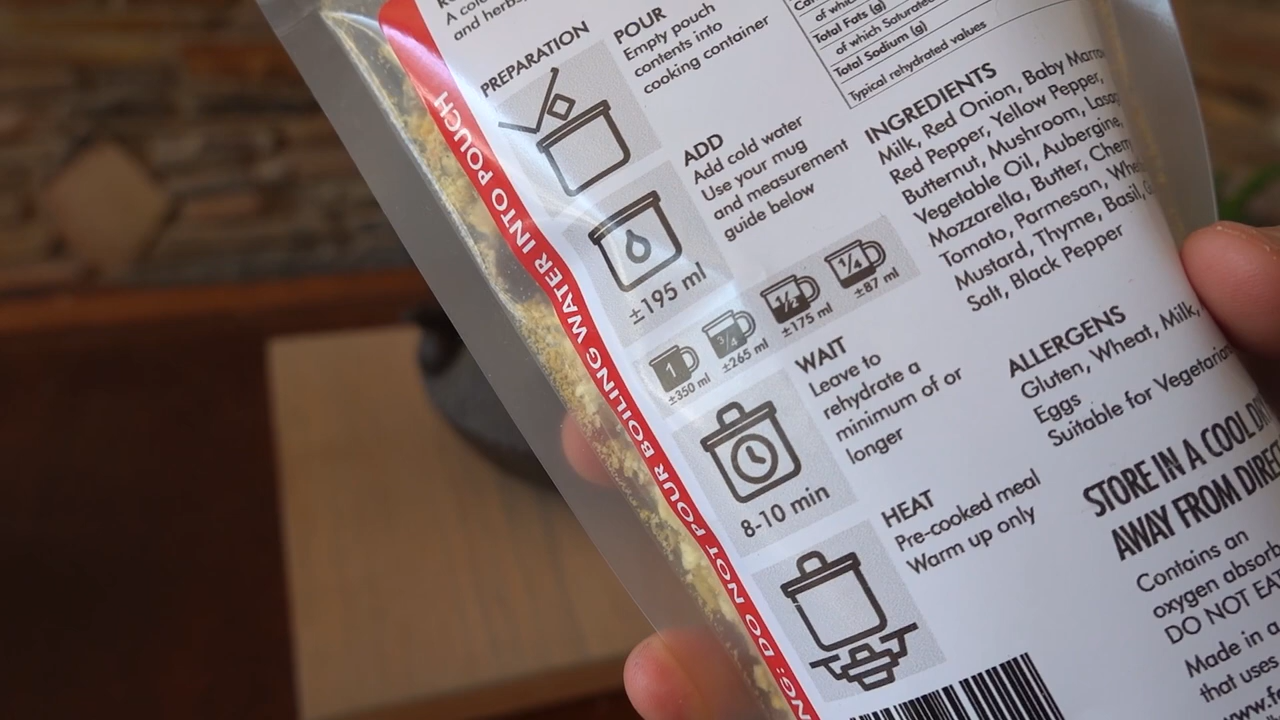 A
and herbs,
PREPARATION
POUR
Empty pouch
contents into
cooking container
ADD
Add cold water
Use your mug
and measurement
guide below
±195 ml
1
±350 ml
3/4
±265 ml
1/2
±175 ml
1/4
±87 ml
WAIT
Leave to
rehydrate a
minimum of or
longer
8-10 min
HEAT
Pre-cooked meal
Warm up only
DO NOT POUR BOILING WATER INTO POUCH
of which
Total Fats (g)
of which Saturated
Total Sodium (g)
Typical rehydrated values
INGREDIENTS
Milk, Red Onion, Baby
Red Pepper, Yellow Pepper,
Butternut, Mushroom,
Vegetable Oil, Aubergine,
Mozzarella, Butter,
Tomato, Parmesan,
Mustard, Thyme, Basil,
Salt, Black Pepper
ALLERGENS
Gluten, Wheat, Milk,
Eggs
Suitable for
STORE IN A COOL
AWAY FROM
Contains an
oxygen
DO NOT EAT
Made in a
that uses